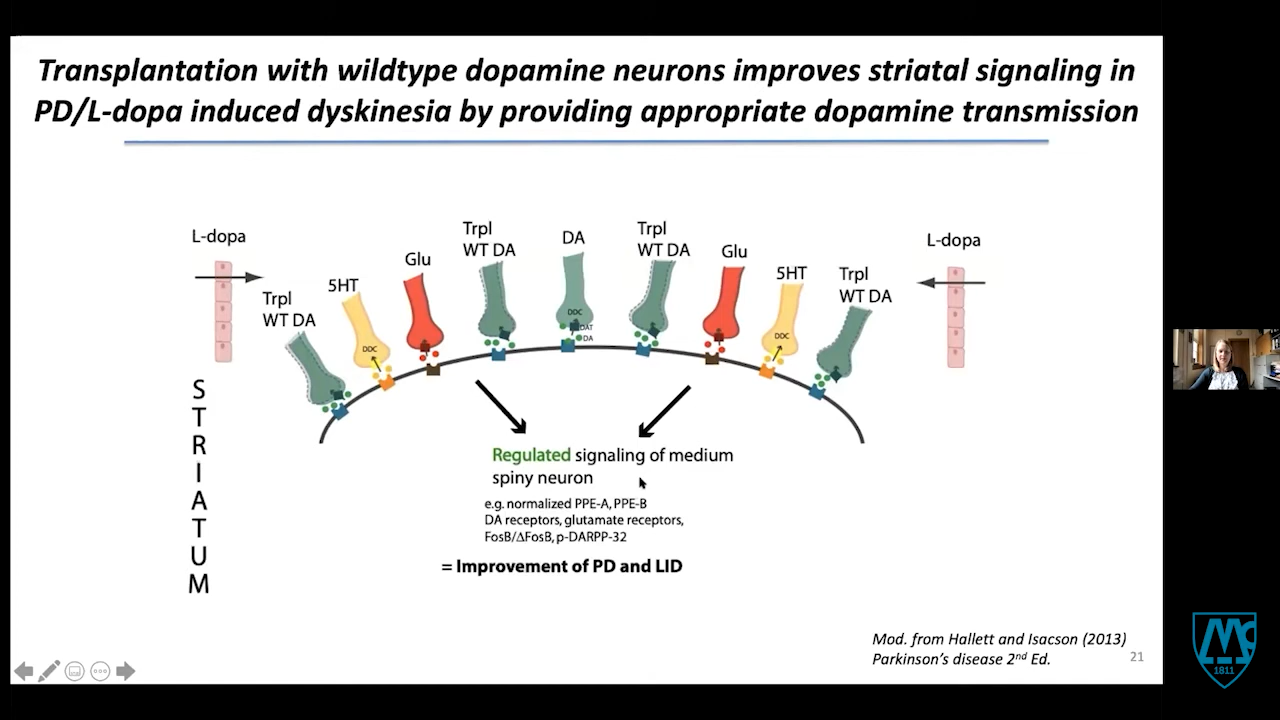 Transplantation with wildtype dopamine neurons improves striatal signaling in
PD/L-dopa induced dyskinesia by providing appropriate dopamine transmission
L-dopa
Trpl
WT DA
5HT
DDC
Glu
Trpl
WT DA
DA
DDC
DAT
DA
Trpl
WT DA
Glu
5HT
DDC
Trpl
WT DA
L-dopa
STRIATUM
Regulated signaling of medium
spiny neuron
e.g. normalized PPE-A, PPE-B
DA receptors, glutamate receptors,
FosB/ΔFosB, p-DARPP-32
= Improvement of PD and LID
Mod. from Hallett and Isacson (2013)
Parkinson's disease 2nd Ed.
21
1811